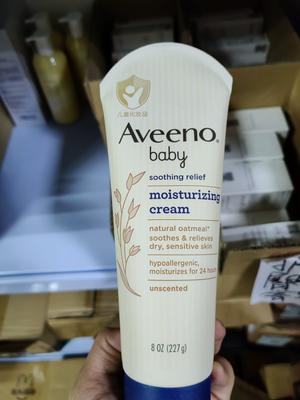 儿童化妆品
Aveeno®
baby
soothing relief
moisturizing
cream
natural oatmeal*
soothes & relieves
dry, sensitive skin
hypoallergenic,
moisturizes for 24 hours
unscented
8 OZ (227g)